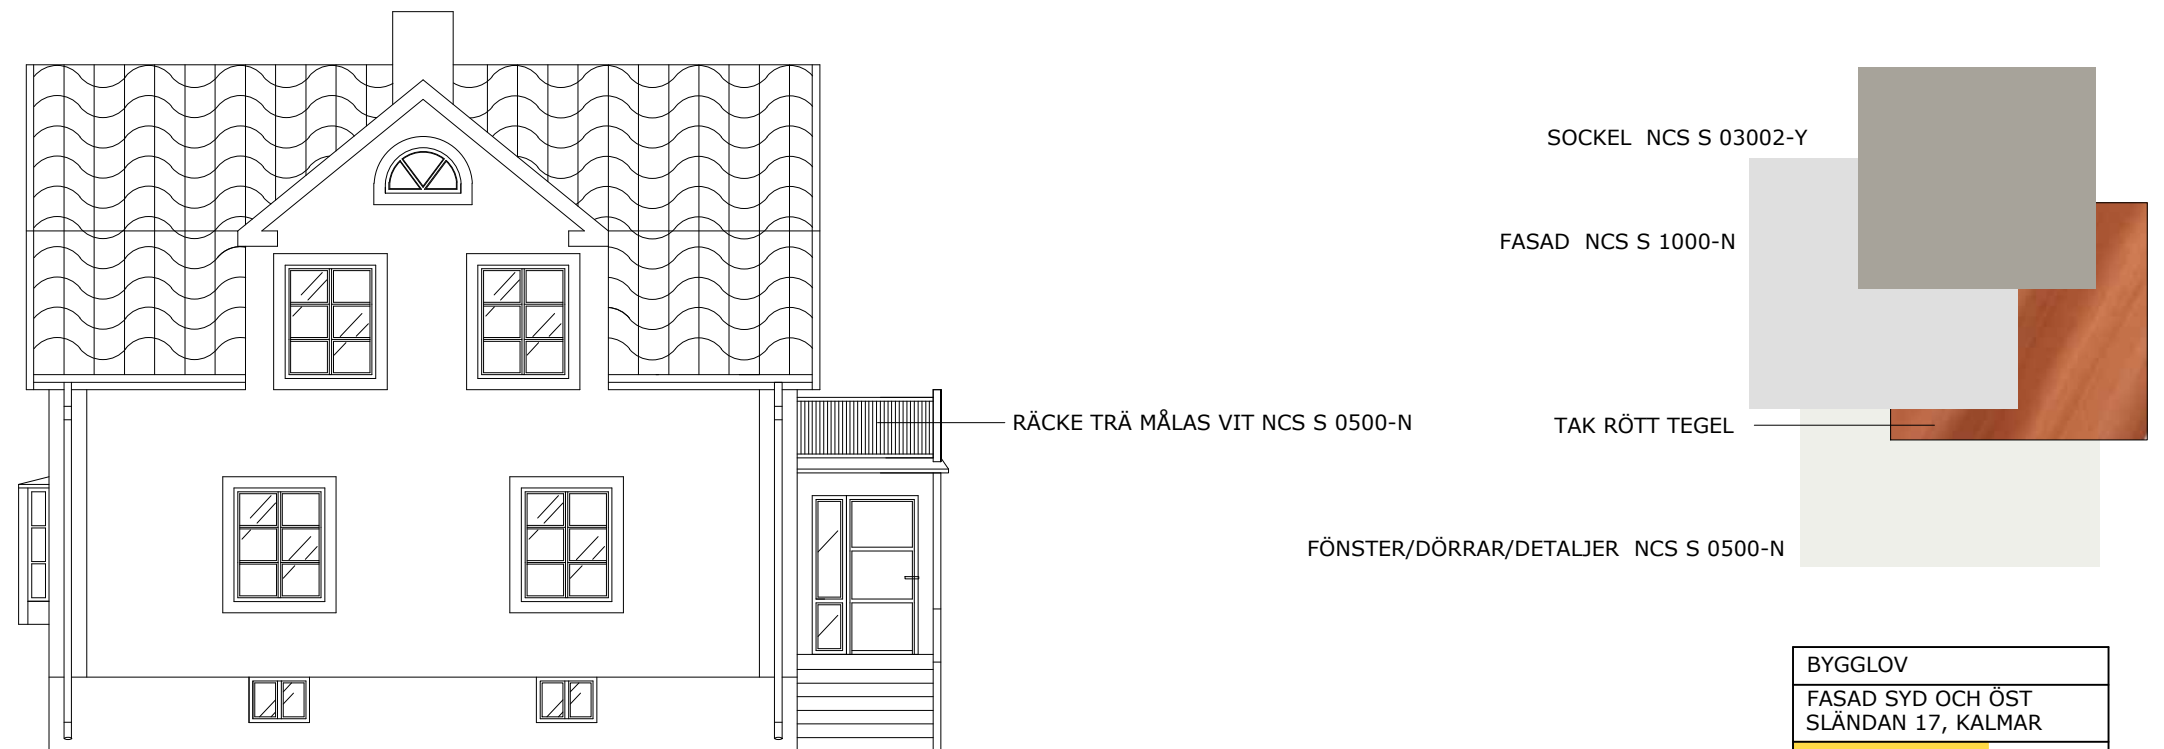 SOCKEL NCS S 03002-Y
FASAD NCS S 1000-N
RÄCKE TRÄ MÅLAS VIT NCS S 0500-N
TAK RÖTT TEGEL
FÖNSTER/DÖRRAR/DETALJER NCS S 0500-N
BYGGLOV
FASAD SYD OCH ÖST
SLÄNDAN 17, KALMAR